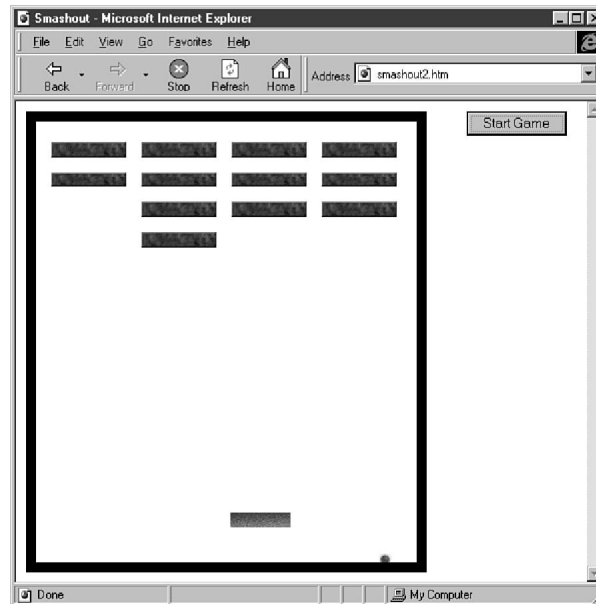 Smashout - Microsoft Internet Explorer
File Edit View Go Favorites Help
Back Forward Stop Refresh Home Address smashout2.htm
Start Game
Done My Computer